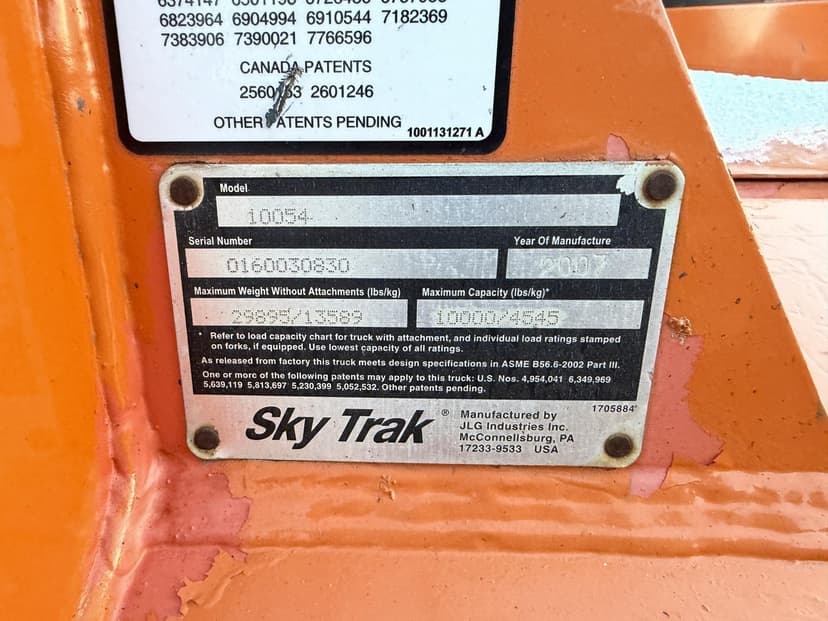 6823964 6904994 6910544 7182369
7383906 7390021 7766596
CANADA PATENTS
2601246
OTHER PATENTS PENDING
1001131271 A
Model
10054
Serial Number Year Of Manufacture
0160030830 2007
Maximum Weight Without Attachments (lbs/kg) Maximum Capacity (lbs/kg)*
29895/13589 10000/4545
* Refer to load capacity chart for truck with attachment, and individual load ratings stamped
on forks, if equipped. Use lowest capacity of all ratings.
As released from factory this truck meets design specifications in ASME B56.6-2002 Part III.
One or more of the following patents may apply to this truck: U.S. Nos. 4,954,041 6,349,969
5,639,119 5,813,697 5,230,399 5,052,532. Other patents pending.
1705884
Sky Trak ®
Manufactured by
JLG Industries Inc.
McConnellsburg, PA
17233-9533 USA